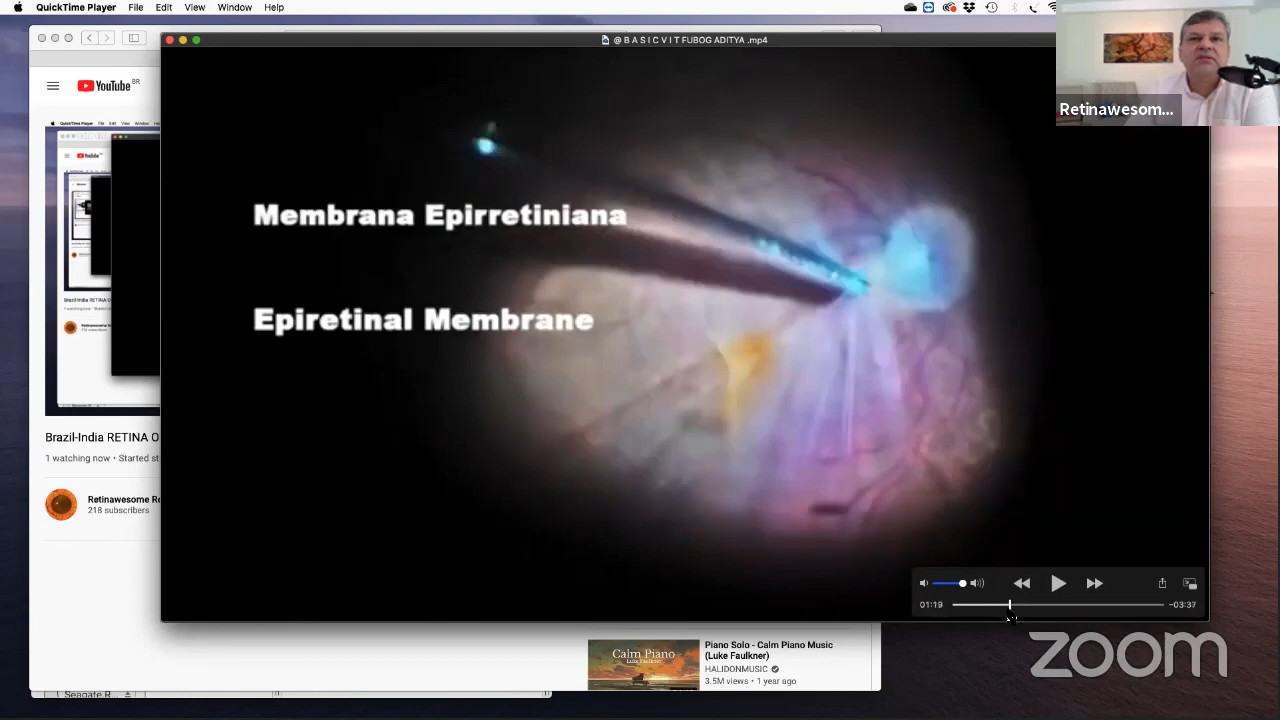 QuickTime Player File Edit View Window Help
@ B A S I C V I T FUBOG ADITYA .mp4
Retinawesom...
YouTube BR
Membrana Epirretiniana
Epiretinal Membrane
Brazil-India RETINA O
1 watching now • Started st
Retinawesome Re
218 subscribers
01:19
-03:37
Calm Piano
Luke Faulkner
Piano Solo - Calm Piano Music
(Luke Faulkner)
HALIDONMUSIC
3.5M views • 1 year ago
Seagate.R...
zoom